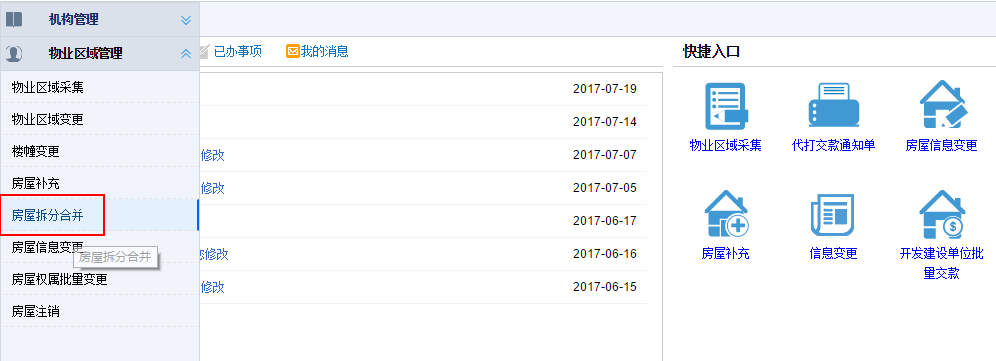 机构管理
物业区域管理
物业区域采集
物业区域变更
楼幢变更
房屋补充
房屋拆分合并
房屋信息变更
房屋拆分合并
房屋权属批量变更
房屋注销
已办事项
我的消息
2017-07-19
2017-07-14
修改
2017-07-07
修改
2017-07-05
2017-06-17
修改
2017-06-16
修改
2017-06-15
快捷入口
物业区域采集
代打交款通知单
房屋信息变更
房屋补充
信息变更
开发建设单位批
量交款